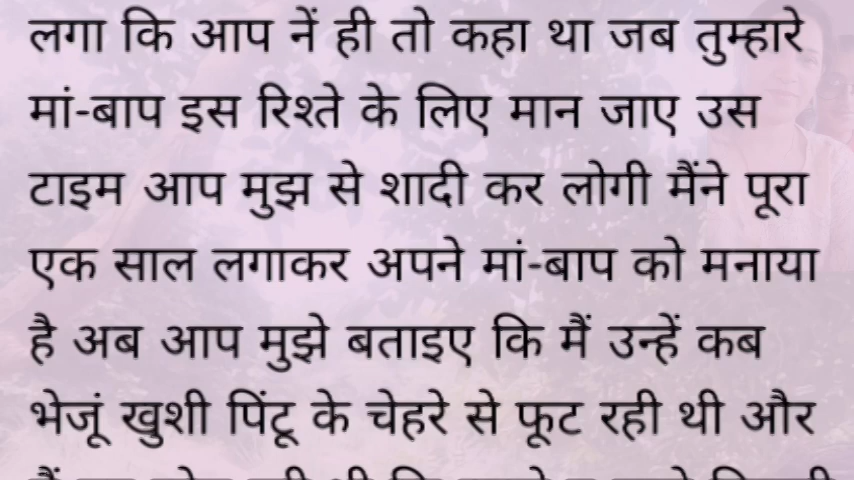 लगा कि आप नें ही तो कहा था जब तुम्हारे
मां-बाप इस रिश्ते के लिए मान जाए उस
टाइम आप मुझ से शादी कर लोगी मैंने पूरा
एक साल लगाकर अपने मां-बाप को मनाया
है अब आप मुझे बताइए कि मैं उन्हें कब
भेजूं खुशी पिंटू के चेहरे से फूट रही थी और